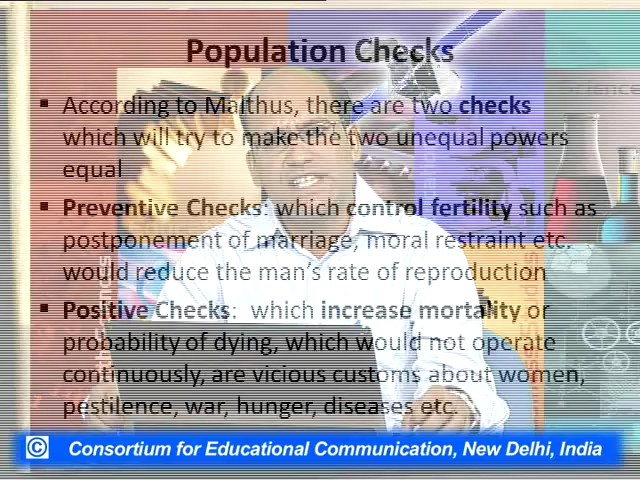 Population Checks
▪ According to Malthus, there are two checks
which will try to make the two unequal powers
equal
▪ Preventive Checks: which control fertility such as
postponement of marriage, moral restraint etc.
would reduce the man's rate of reproduction
▪ Positive Checks: which increase mortality or
probability of dying, which would not operate
continuously, are vicious customs about women,
pestilence, war, hunger, diseases etc.
© Consortium for Educational Communication, New Delhi, India